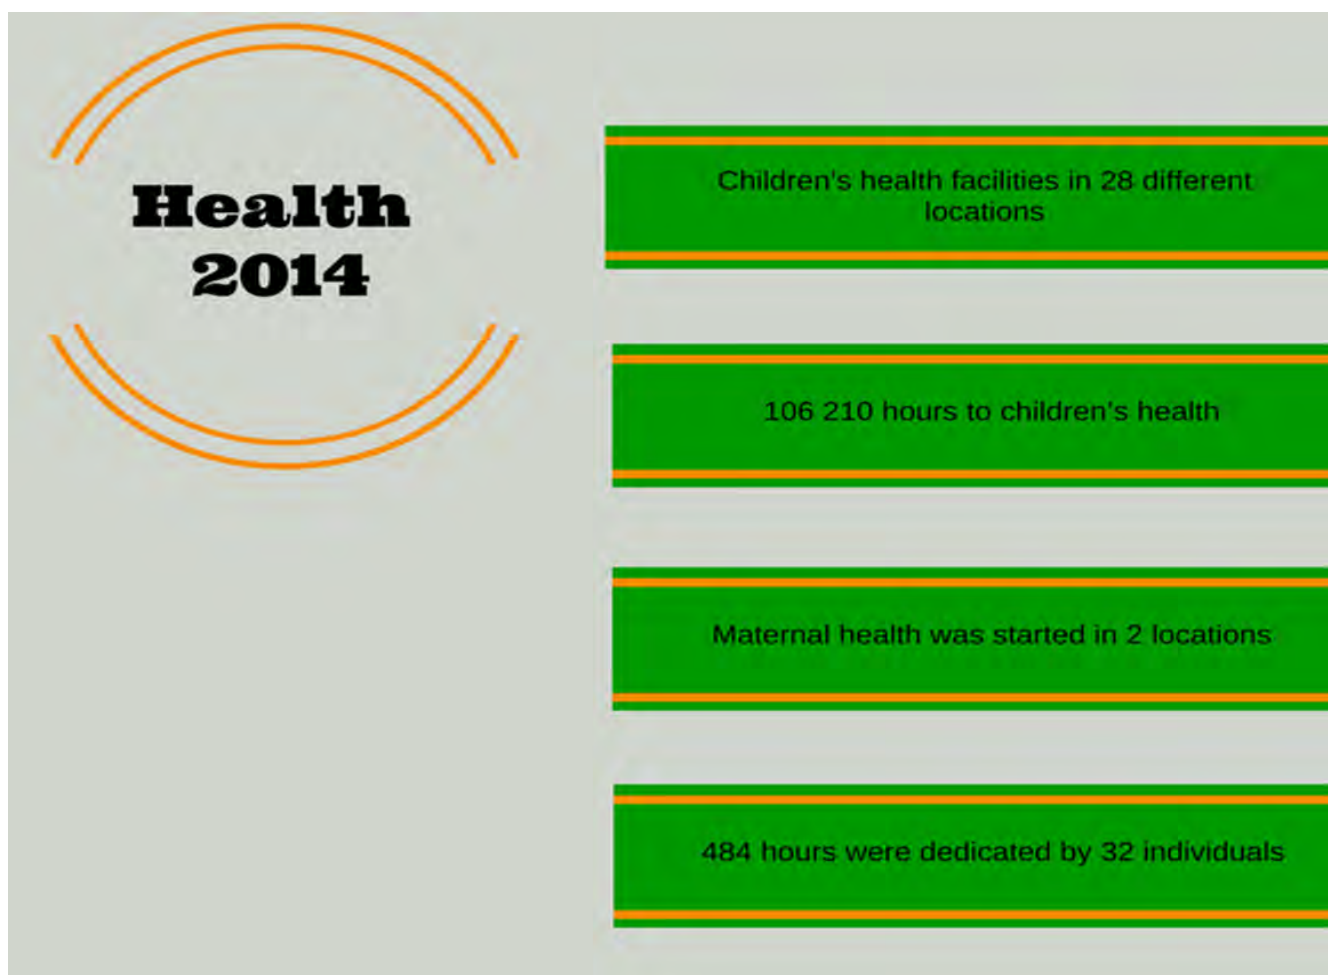 Health
2014
Children's health facilities in 28 different
locations
106 210 hours to children's health
Maternal health was started in 2 locations
484 hours were dedicated by 32 individuals